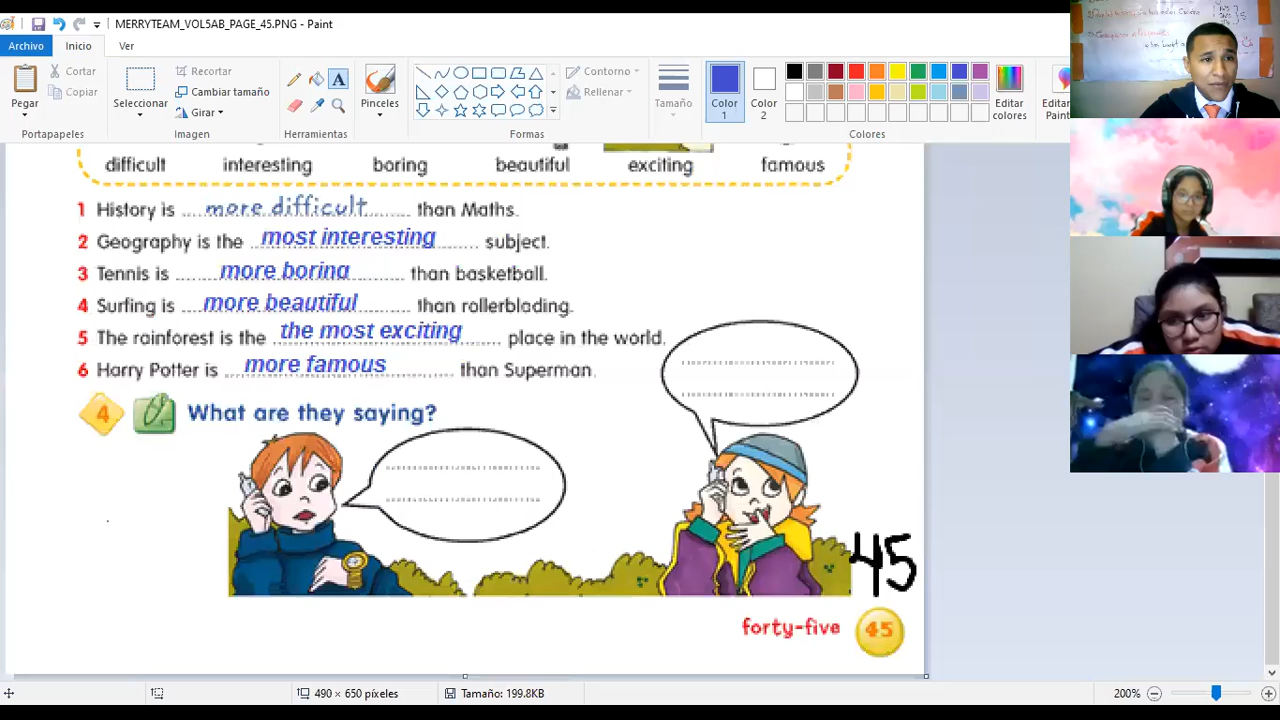 MERRYTEAM_VOL5AB_PAGE_45.PNG - Paint
Archivo Inicio Ver
Pegar
Cortar
Copiar
Portapapeles
Seleccionar
Recortar
Cambiar tamaño
Girar
Imagen
A
Herramientas
Pinceles
Contorno
Rellenar
Formas
Tamaño
Color 1
Color 2
Editar colores
Colores
Editar
Paint
difficult interesting boring beautiful exciting famous
1 History is more difficult than Maths.
2 Geography is the most interesting subject.
3 Tennis is more boring than basketball.
4 Surfing is more beautiful than rollerblading.
5 The rainforest is the the most exciting place in the world.
6 Harry Potter is more famous than Superman.
4 What are they saying?
45
forty-five 45
490 × 650 píxeles Tamaño: 199.8KB 200%